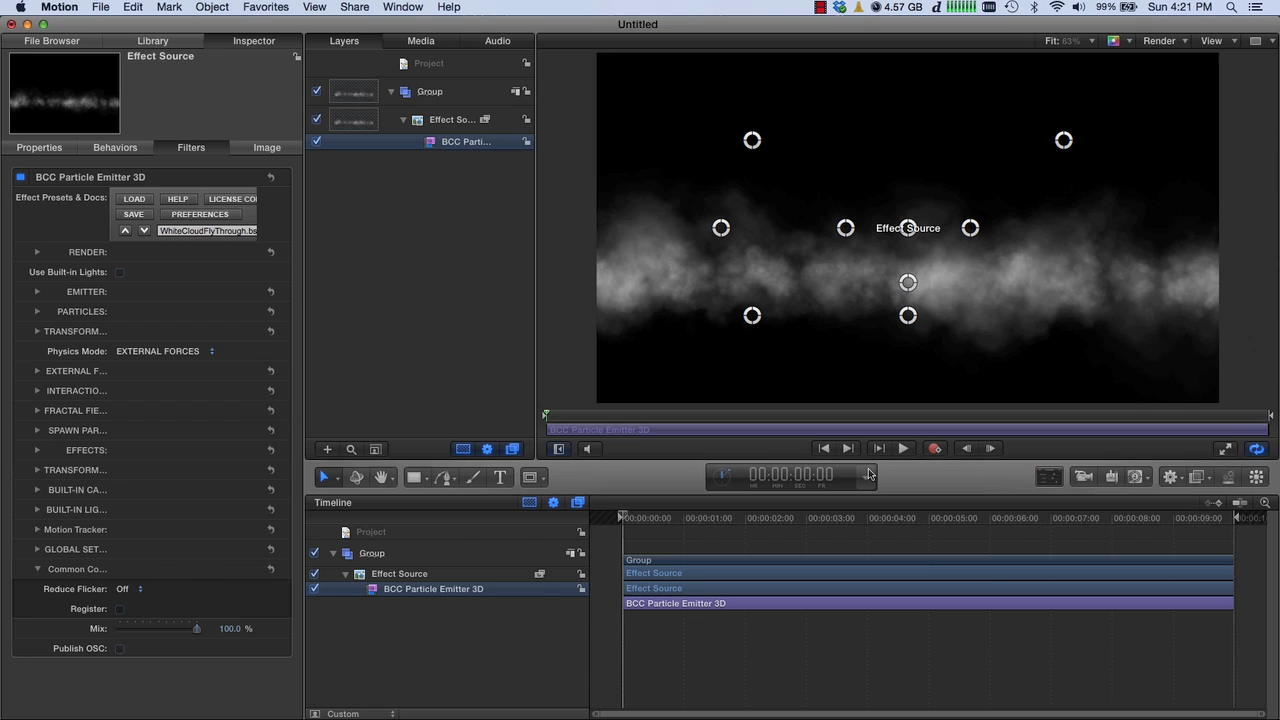 Motion File Edit Mark Object Favorites View Share Window Help 4.57 GB 99% Sun 4:21 PM
Untitled
File Browser Library Inspector Layers Media Audio Fit: 63% Render View
Effect Source
Project
Group
Effect So...
BCC Parti...
Properties Behaviors Filters Image
BCC Particle Emitter 3D
Effect Presets & Docs: LOAD HELP LICENSE CO
SAVE PREFERENCES
WhiteCloudFlyThrough.bs
RENDER:
Use Built-in Lights:
EMITTER:
PARTICLES:
TRANSFORM...
Physics Mode: EXTERNAL FORCES
EXTERNAL F...
INTERACTIO...
FRACTAL FIE...
SPAWN PAR...
EFFECTS:
TRANSFORM...
BUILT-IN CA...
BUILT-IN LIG...
Motion Tracker:
GLOBAL SET...
Common Co...
Reduce Flicker: Off
Register:
Mix: 100.0 %
Publish OSC:
Effect Source
BCC Particle Emitter 3D
00:00:00:00
HR MIN SEC FR
Timeline
Project
Group
Effect Source
BCC Particle Emitter 3D
Custom
00:00:00:00 00:00:01:00 00:00:02:00 00:00:03:00 00:00:04:00 00:00:05:00 00:00:06:00 00:00:07:00 00:00:08:00 00:00:09:00
Group
Effect Source
Effect Source
BCC Particle Emitter 3D